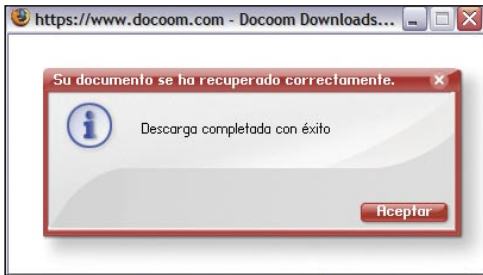 https://www.docoom.com - Docoom Downloads...
Su documento se ha recuperado correctamente.
Descarga completada con éxito
Aceptar